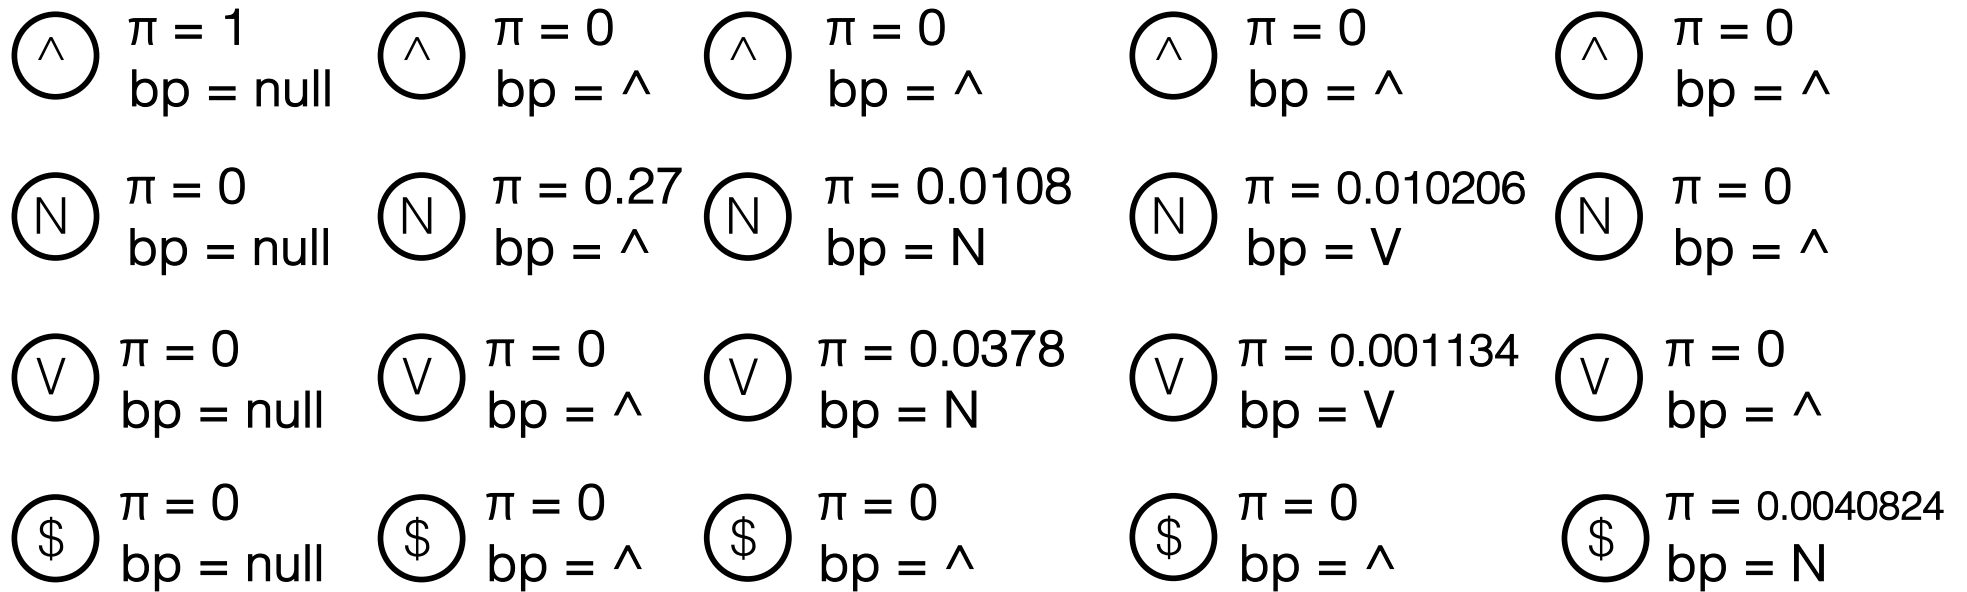 ^ π = 1 ^ π = 0 ^ π = 0 ^ π = 0 ^ π = 0
bp = null bp = ^ bp = ^ bp = ^ bp = ^
N π = 0 N π = 0.27 N π = 0.0108 N π = 0.010206 N π = 0
bp = null bp = ^ bp = N bp = V bp = ^
V π = 0 V π = 0 V π = 0.0378 V π = 0.001134 V π = 0
bp = null bp = ^ bp = N bp = V bp = ^
$ π = 0 $ π = 0 $ π = 0 $ π = 0 $ π = 0.0040824
bp = null bp = ^ bp = ^ bp = ^ bp = N